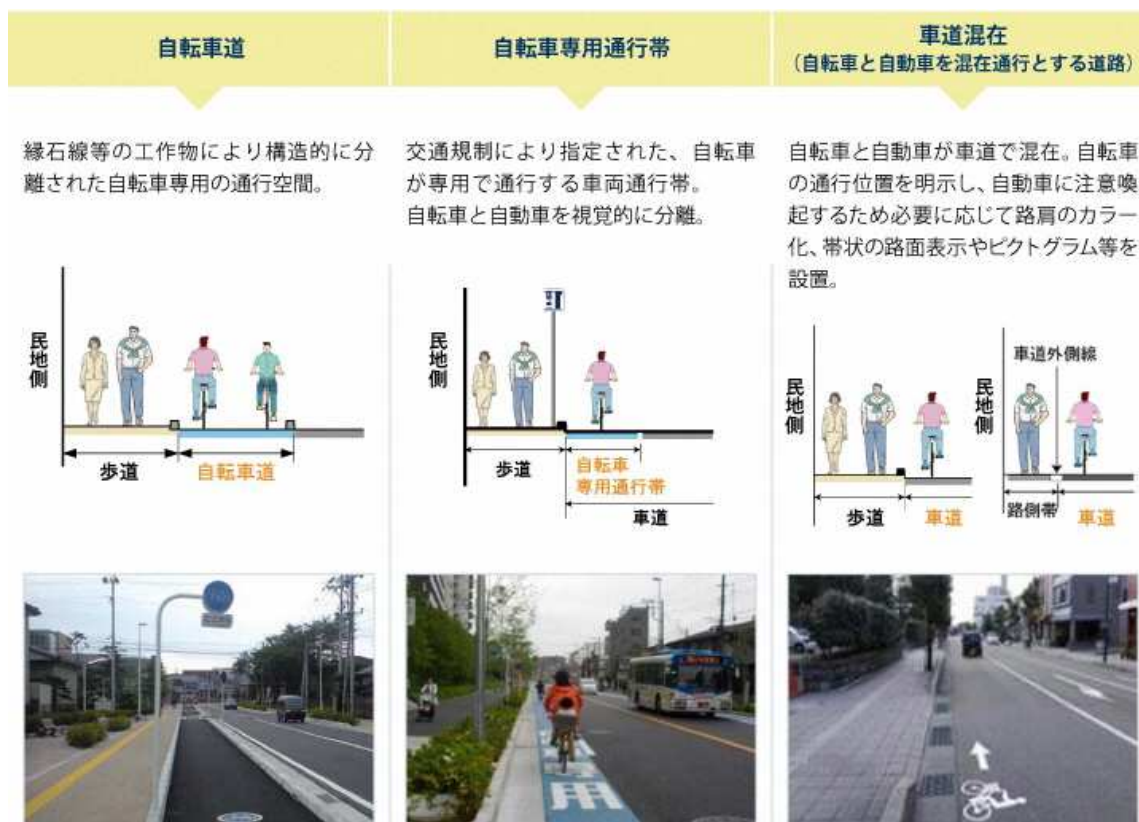 自転車道
縁石線等の工作物により構造的に分
離された自転車専用の通行空間。
民地側
歩道
自転車道
自転車専用通行帯
交通規制により指定された、自転車
が専用で通行する車両通行帯。
自転車と自動車を視覚的に分離。
民地側
歩道
自転車
専用通行帯
車道
用
車道混在
(自転車と自動車を混在通行とする道路)
自転車と自動車が車道で混在。自転車
の通行位置を明示し、自動車に注意喚
起するため必要に応じて路肩のカラー
化、帯状の路面表示やピクトグラム等を
設置。
民地側
歩道
車道
民地側
車道外側線
路側帯
車道